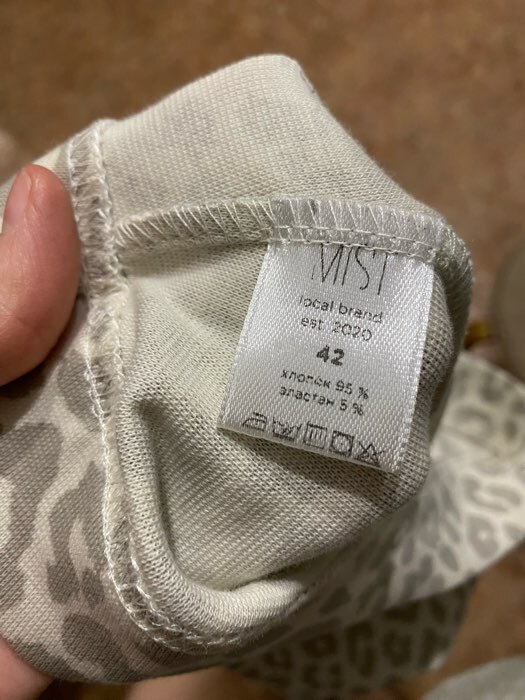 MIST
local brand
est. 2020
42
хлопок 95 %
эластан 5 %